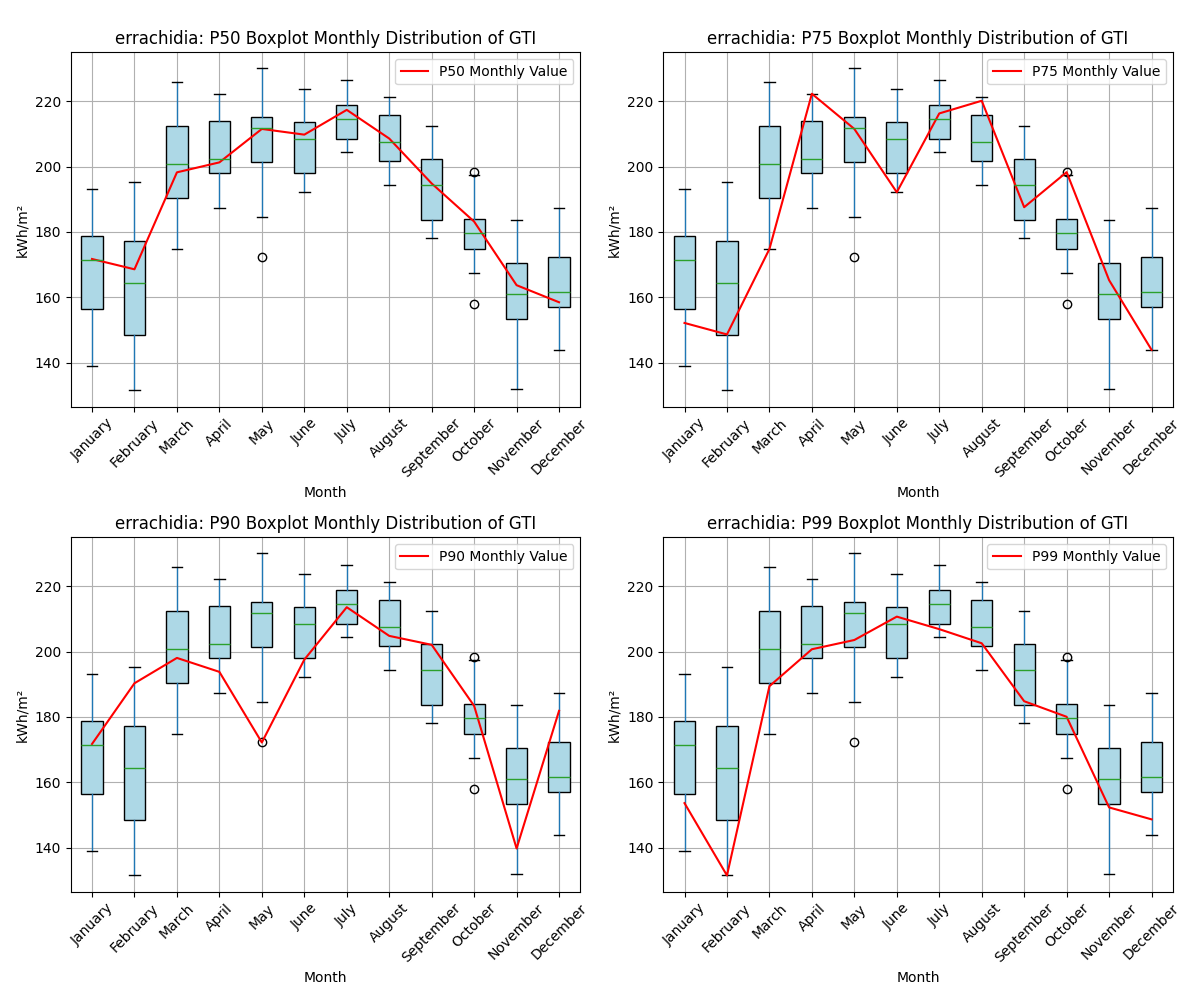 errachidia: P50 Boxplot Monthly Distribution of GTI
P50 Monthly Value
kWh/m²
220
200
180
160
140
January
February
March
April
May
June
July
August
September
October
November
December
Month
errachidia: P75 Boxplot Monthly Distribution of GTI
P75 Monthly Value
kWh/m²
220
200
180
160
140
January
February
March
April
May
June
July
August
September
October
November
December
Month
errachidia: P90 Boxplot Monthly Distribution of GTI
P90 Monthly Value
kWh/m²
220
200
180
160
140
January
February
March
April
May
June
July
August
September
October
November
December
Month
errachidia: P99 Boxplot Monthly Distribution of GTI
P99 Monthly Value
kWh/m²
220
200
180
160
140
January
February
March
April
May
June
July
August
September
October
November
December
Month